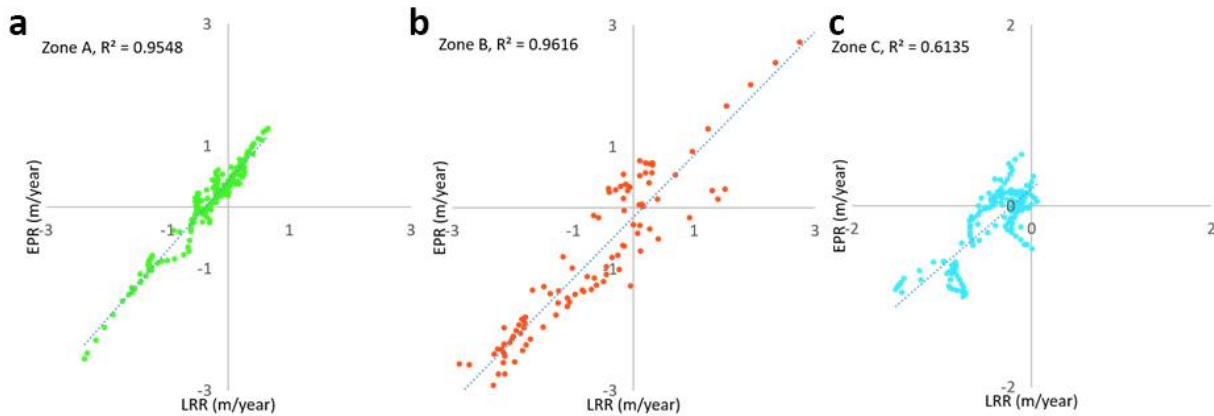 a
Zone A, R² = 0.9548
3
1
-3
-1
1
3
-1
-3
EPR (m/year)
LRR (m/year)
b
Zone B, R² = 0.9616
3
1
-3
-1
1
3
-1
-3
EPR (m/year)
LRR (m/year)
c
Zone C, R² = 0.6135
2
0
-2
0
2
-2
EPR (m/year)
LRR (m/year)